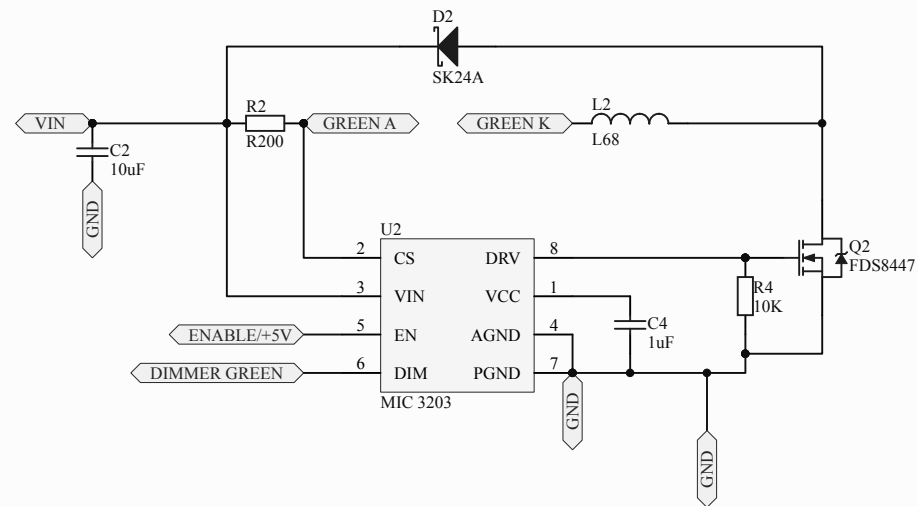 D2
SK24A
R2
L2
VIN
GREEN A
GREEN K
R200
L68
C2
10uF
GND
U2
2
CS
DRV
8
Q2
FDS8447
3
VIN
VCC
1
R4
10K
C4
1uF
ENABLE/+5V
5
EN
AGND
4
DIMMER GREEN
6
DIM
PGND
7
MIC 3203
GND
GND